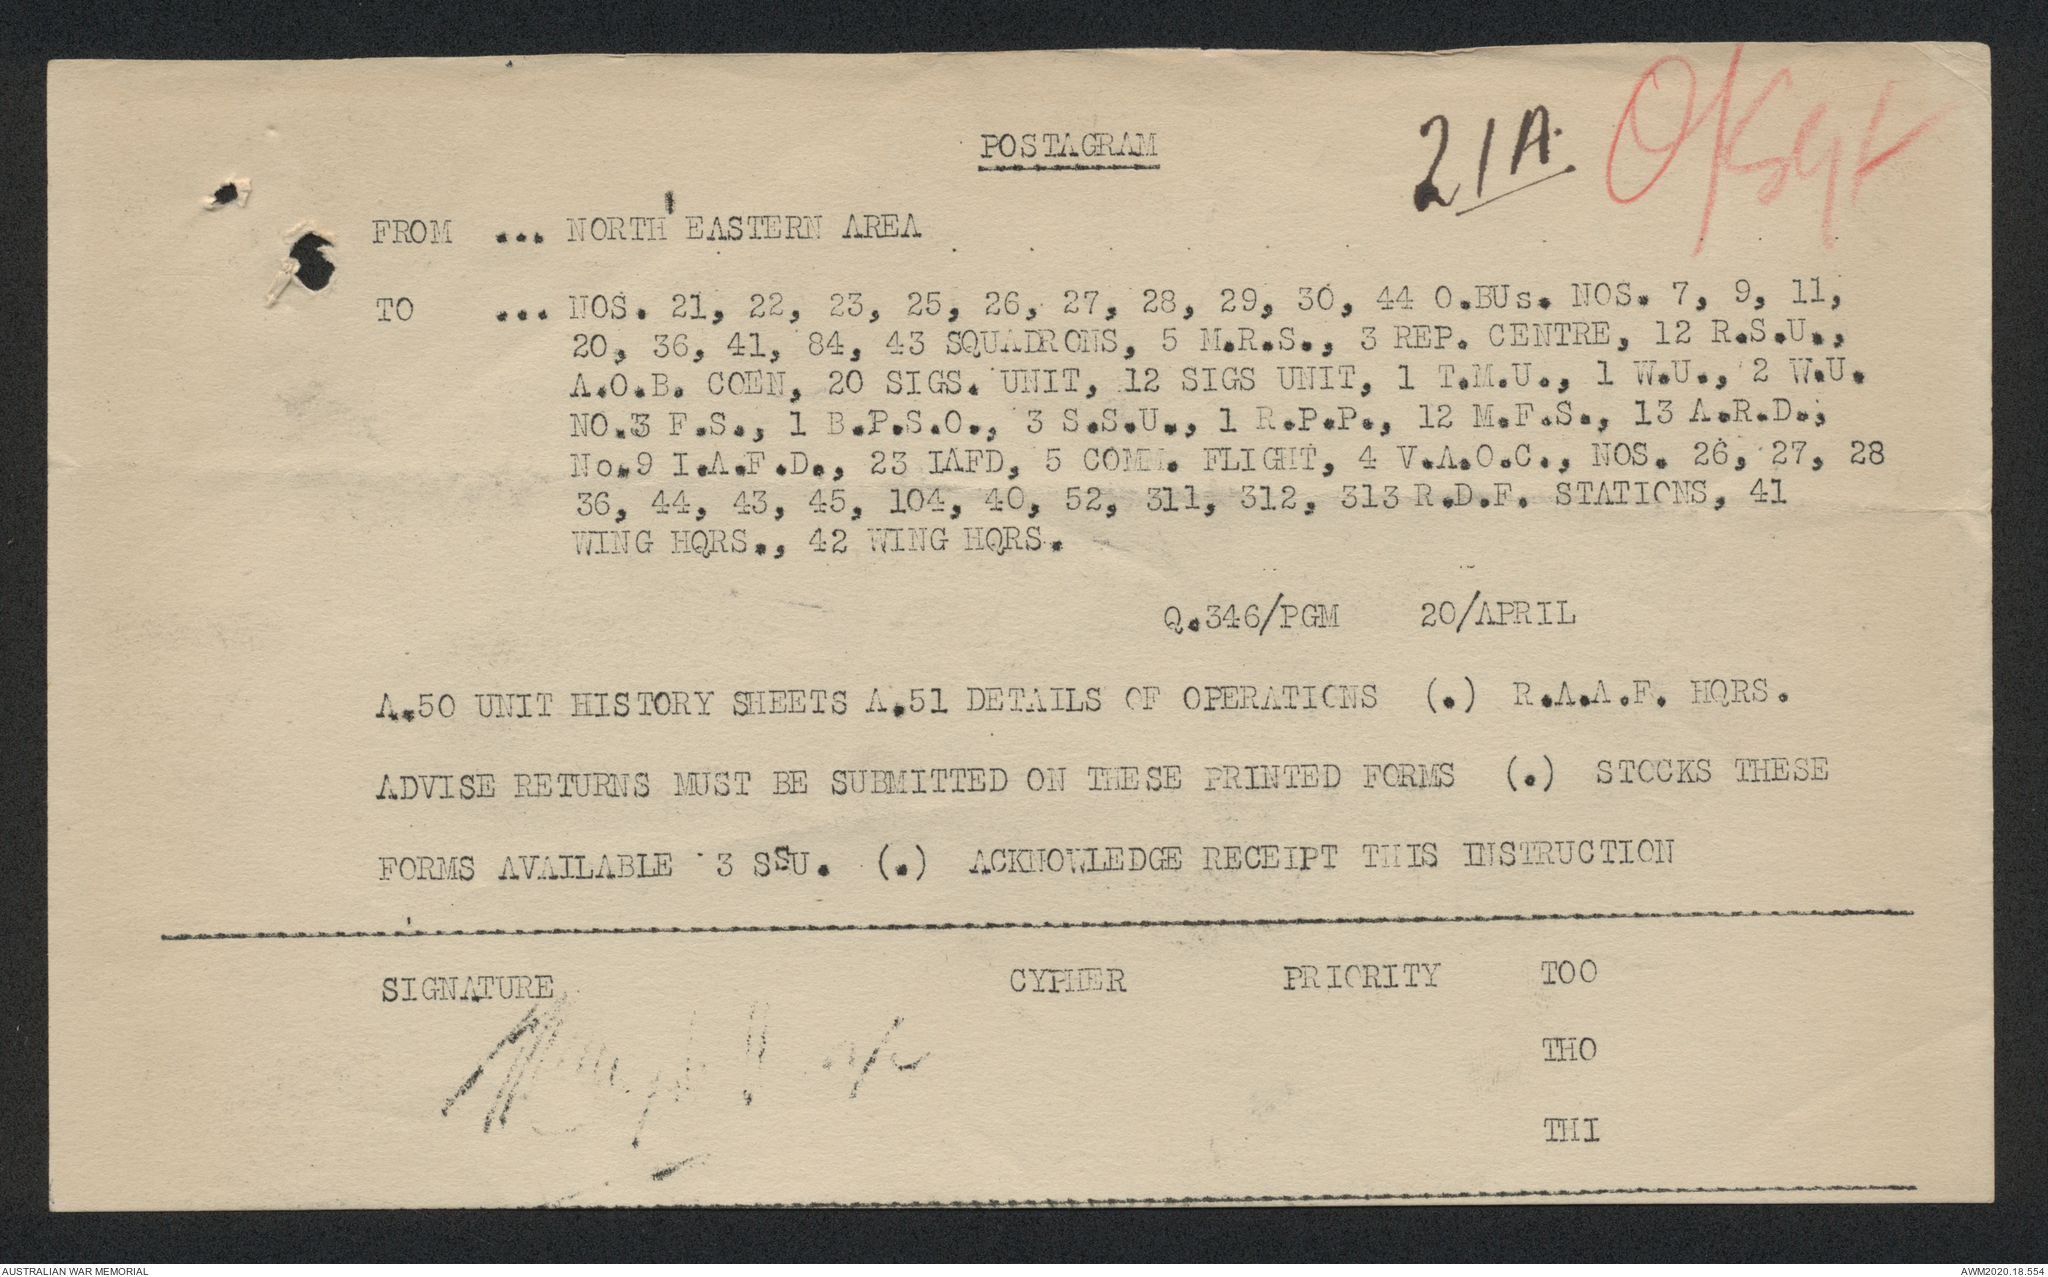 POSTAGRAM
21A.
OK
FROM ... NORTH EASTERN AREA
TO ... NOS. 21, 22, 23, 25, 26, 27, 28, 29, 30, 44 O.BUs. NOS. 7, 9, 11,
20, 36, 41, 84, 43 SQUADRONS, 5 M.R.S., 3 REP. CENTRE, 12 R.S.U.,
A.O.B. COEN, 20 SIGS. UNIT, 12 SIGS UNIT, 1 T.M.U., 1 W.U., 2 W.U.
NO.3 F.S., 1 B.P.S.O., 3 S.S.U., 1 R.P.P., 12 M.F.S., 13 A.R.D.,
No.9 I.A.F.D., 23 IAFD, 5 COMM. FLIGHT, 4 V.A.O.C., NOS. 26, 27, 28
36, 44, 43, 45, 104, 40, 52, 311, 312, 313 R.D.F. STATIONS, 41
WING HQRS., 42 WING HQRS.
Q.346/PGM 20/APRIL
A.50 UNIT HISTORY SHEETS A.51 DETAILS OF OPERATIONS (.) R.A.A.F. HQRS.
ADVISE RETURNS MUST BE SUBMITTED ON THESE PRINTED FORMS (.) STOCKS THESE
FORMS AVAILABLE 3 SSU. (.) ACKNOWLEDGE RECEIPT THIS INSTRUCTION
SIGNATURE CYPHER PRIORITY TOO
THO
THI
AUSTRALIAN WAR MEMORIAL AWM2020.18.554